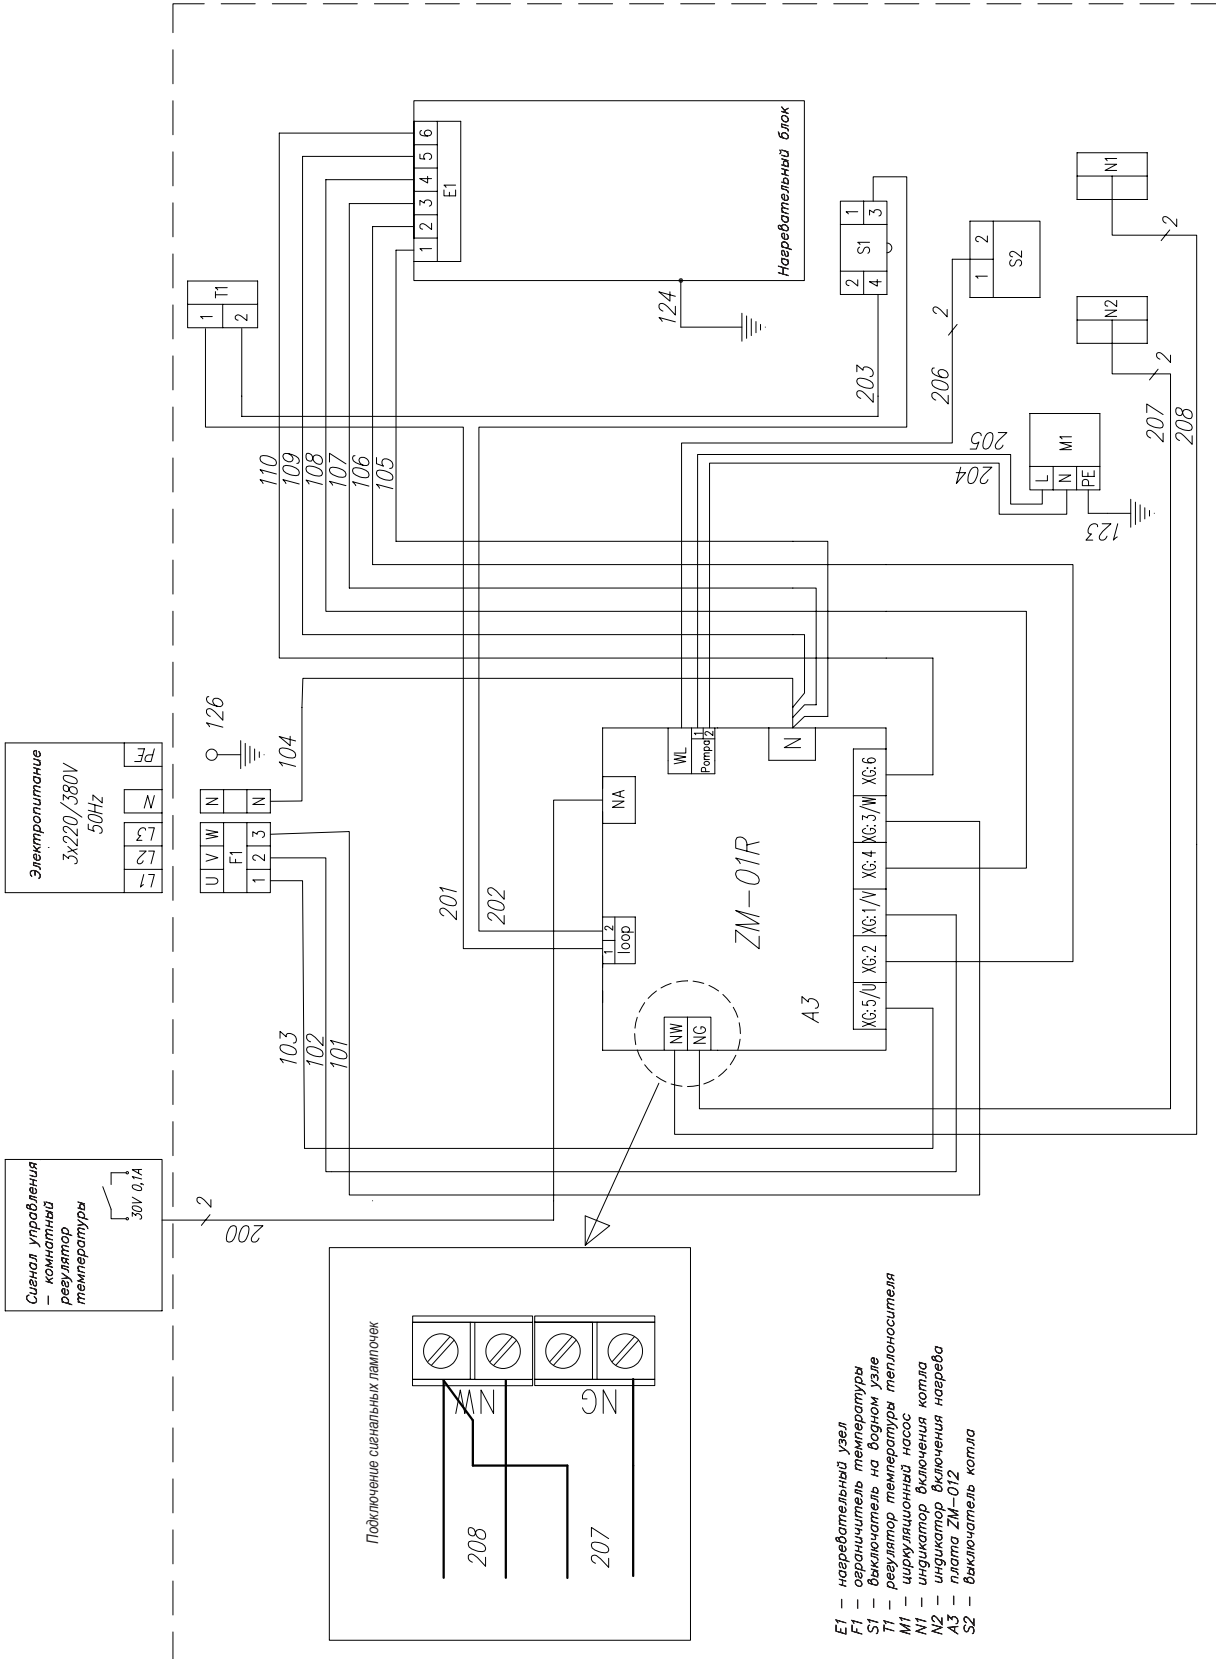 Сигнал управления
– комнатный
регулятор
температуры
30V 0,1A
Электропитание
3x220/380V
50Hz
L1
L2
L3
N
PE
2
200
U V W
F1
1 2 3
N
N
126
104
103
102
101
201
202
T1
1
2
110
109
108
107
106
105
1 2 3 4 5 6
E1
Нагревательный блок
124
loop
1 2
NA
WL
Pompa
1
2
N
NW
NG
ZM–01R
A3
XG:5/U XG:2 XG:1/V XG:4 XG:3/W XG:6
2 1
S1
4 3
203
206
2
1 2
S2
205
204
L
N
PE
M1
123
N2
2
N1
2
207
208
Подключение сигнальных лампочек
NW
NG
208
207
E1 – нагревательный узел
F1 – ограничитель температуры
S1 – выключатель на водном узле
T1 – регулятор температуры теплоносителя
M1 – циркуляционный насос
N1 – индикатор включения котла
N2 – индикатор включения нагрева
A3 – плата ZM–012
S2 – выключатель котла